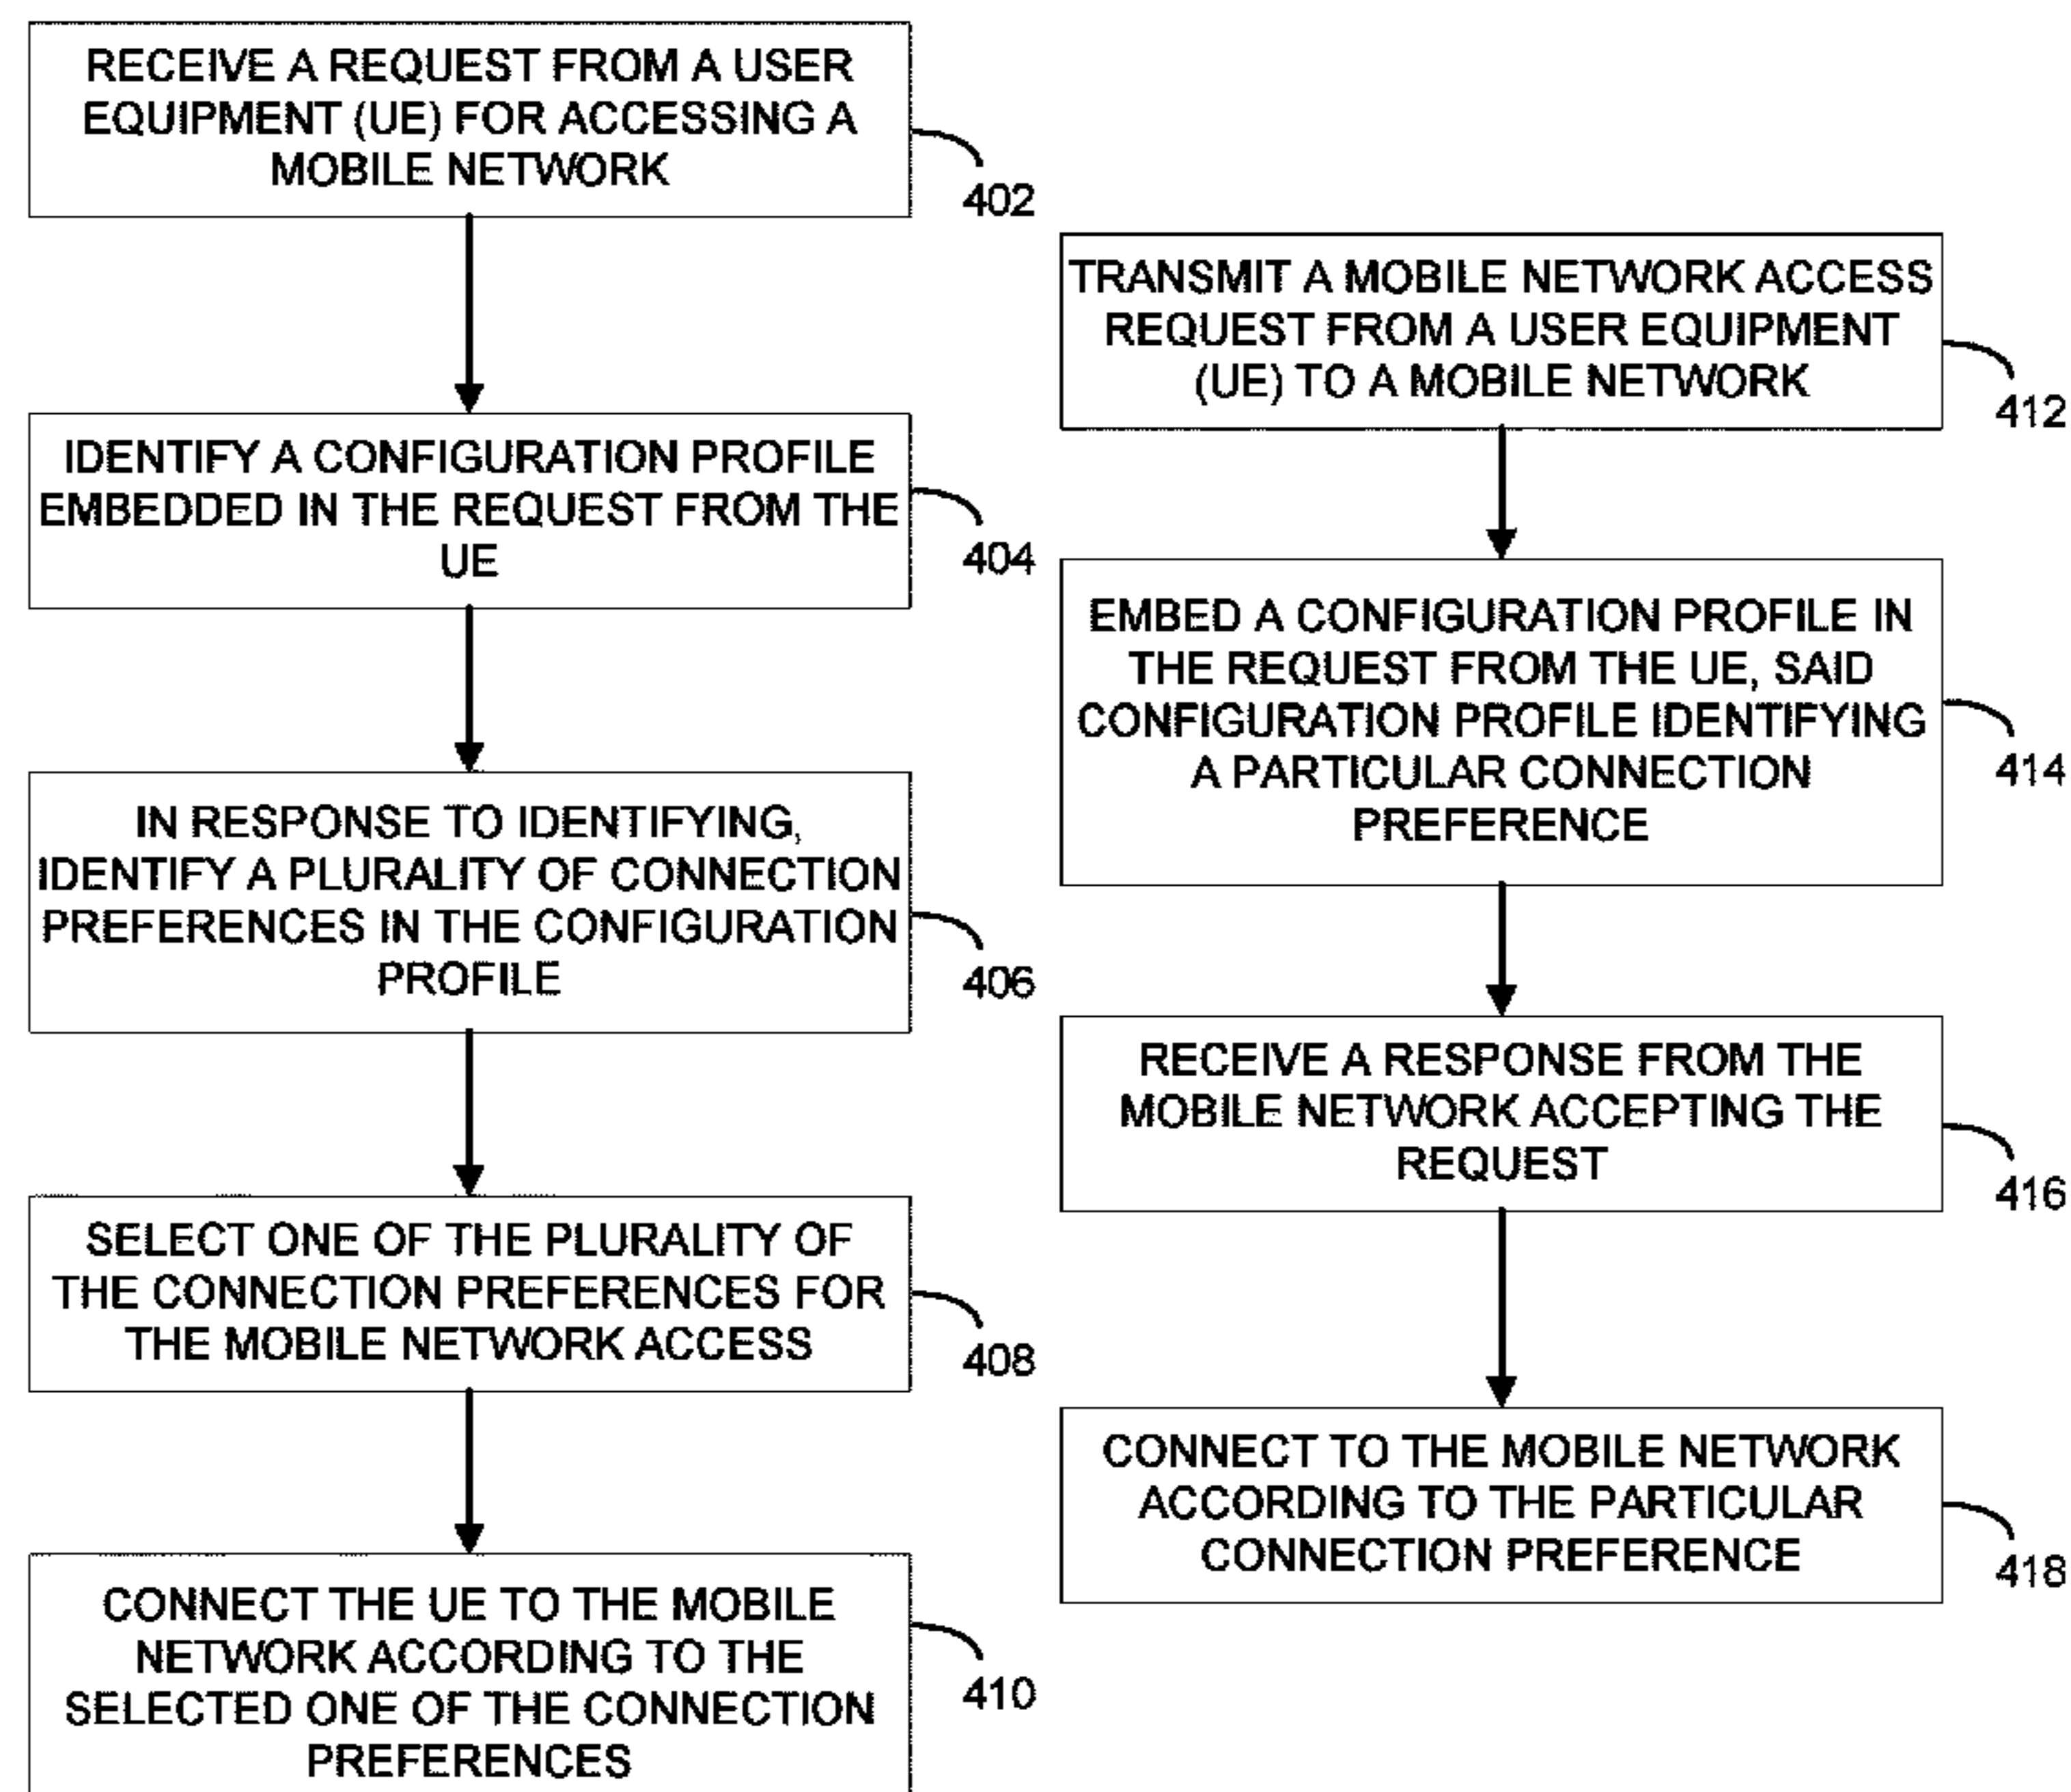 RECEIVE A REQUEST FROM A USER
EQUIPMENT (UE) FOR ACCESSING A
MOBILE NETWORK
402
IDENTIFY A CONFIGURATION PROFILE
EMBEDDED IN THE REQUEST FROM THE
UE
404
IN RESPONSE TO IDENTIFYING,
IDENTIFY A PLURALITY OF CONNECTION
PREFERENCES IN THE CONFIGURATION
PROFILE
406
SELECT ONE OF THE PLURALITY OF
THE CONNECTION PREFERENCES FOR
THE MOBILE NETWORK ACCESS
408
CONNECT THE UE TO THE MOBILE
NETWORK ACCORDING TO THE
SELECTED ONE OF THE CONNECTION
PREFERENCES
410
TRANSMIT A MOBILE NETWORK ACCESS
REQUEST FROM A USER EQUIPMENT
(UE) TO A MOBILE NETWORK
412
EMBED A CONFIGURATION PROFILE IN
THE REQUEST FROM THE UE, SAID
CONFIGURATION PROFILE IDENTIFYING
A PARTICULAR CONNECTION
PREFERENCE
414
RECEIVE A RESPONSE FROM THE
MOBILE NETWORK ACCEPTING THE
REQUEST
416
CONNECT TO THE MOBILE NETWORK
ACCORDING TO THE PARTICULAR
CONNECTION PREFERENCE
418